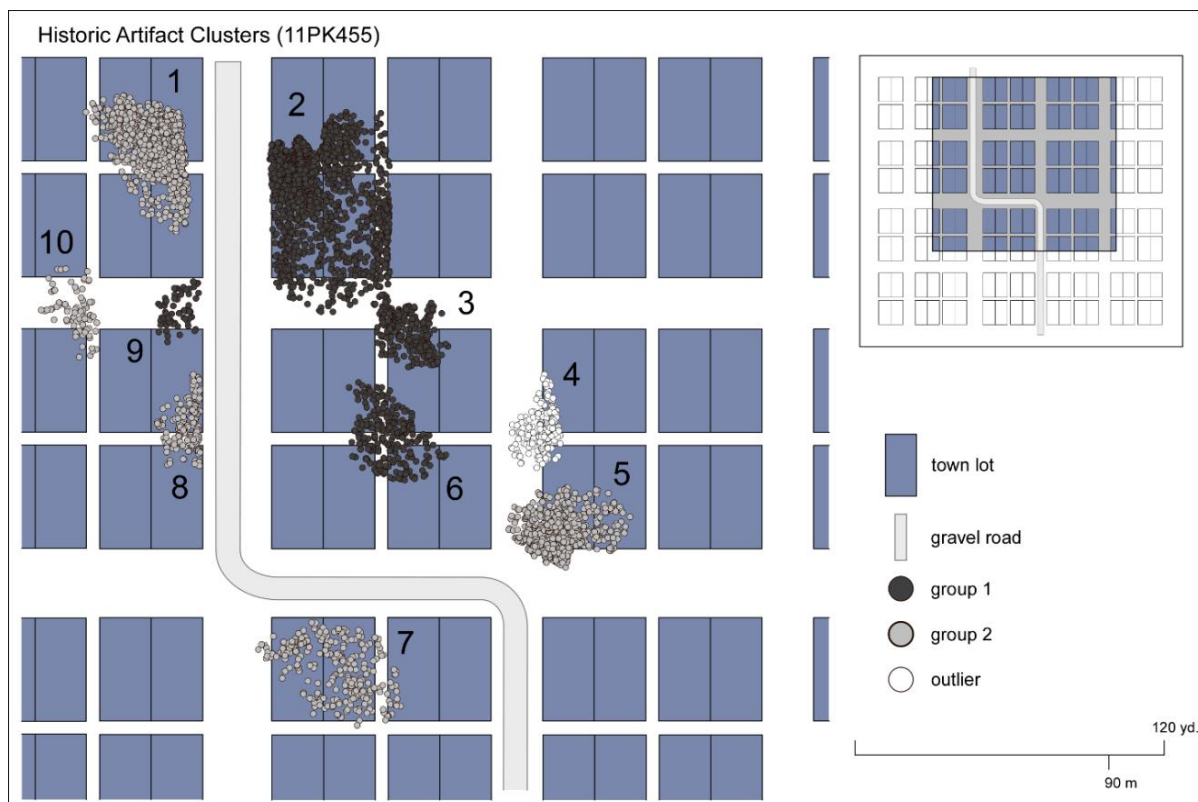 Historic Artifact Clusters (11PK455)
1
2
10
3
9
4
8
6
5
7
town lot
gravel road
group 1
group 2
outlier
120 yd.
90 m